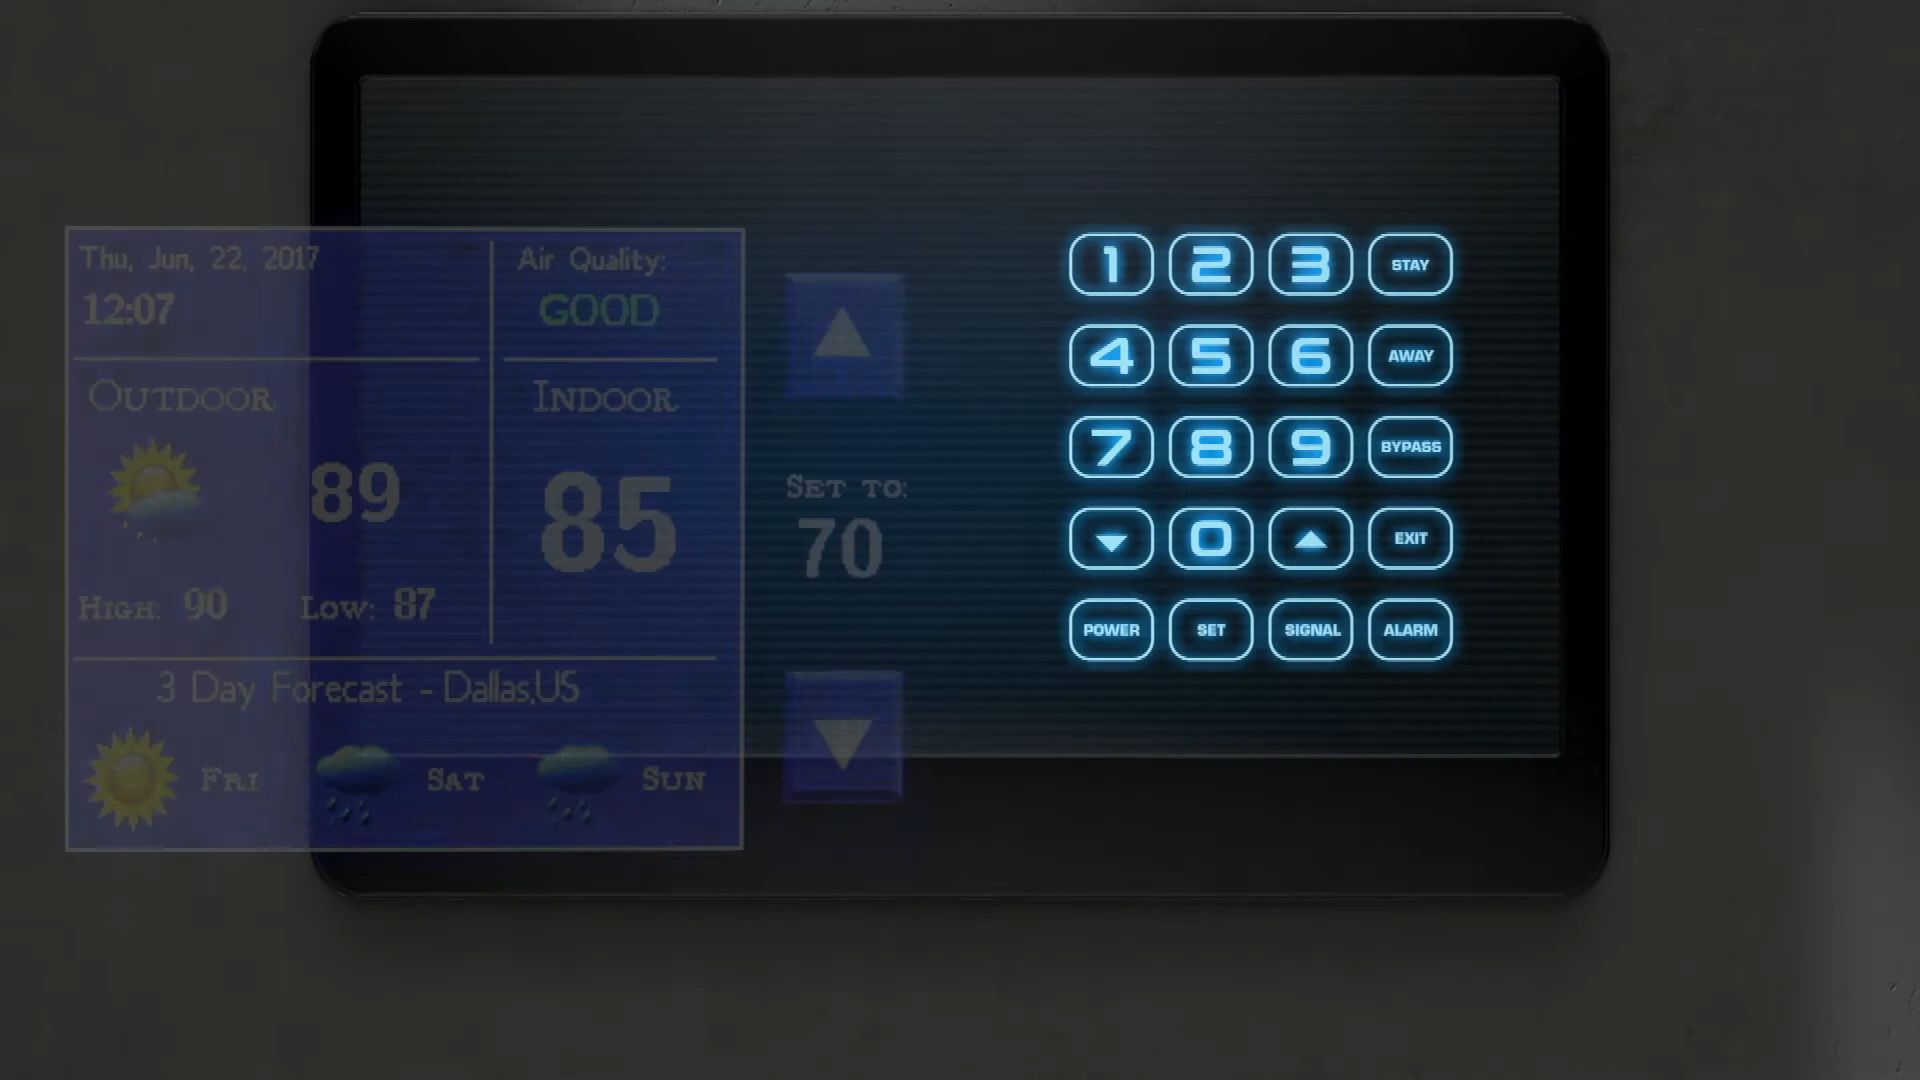 Thu, Jun, 22, 2017
12:07
Air Quality:
GOOD
OUTDOOR
89
HIGH: 90 LOW: 87
INDOOR
85
3 Day Forecast - Dallas,US
FRI SAT SUN
SET TO:
70
1 2 3 STAY
4 5 6 AWAY
7 8 9 BYPASS
0 EXIT
POWER SET SIGNAL ALARM